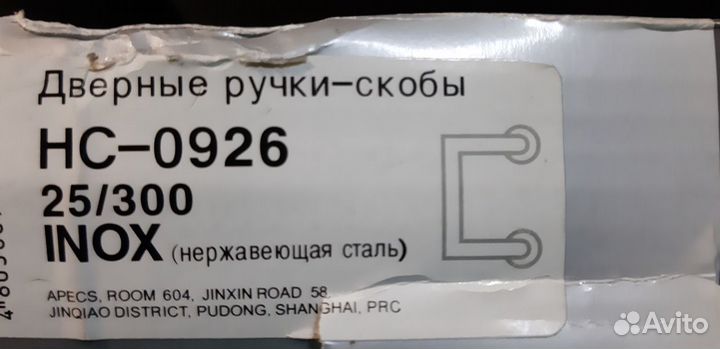 Дверные ручки-скобы
HC-0926
25/300
INOX (нержавеющая сталь)
APECS, ROOM 604, JINXIN ROAD 58,
JINQIAO DISTRICT, PUDONG, SHANGHAI, PRC
Avito